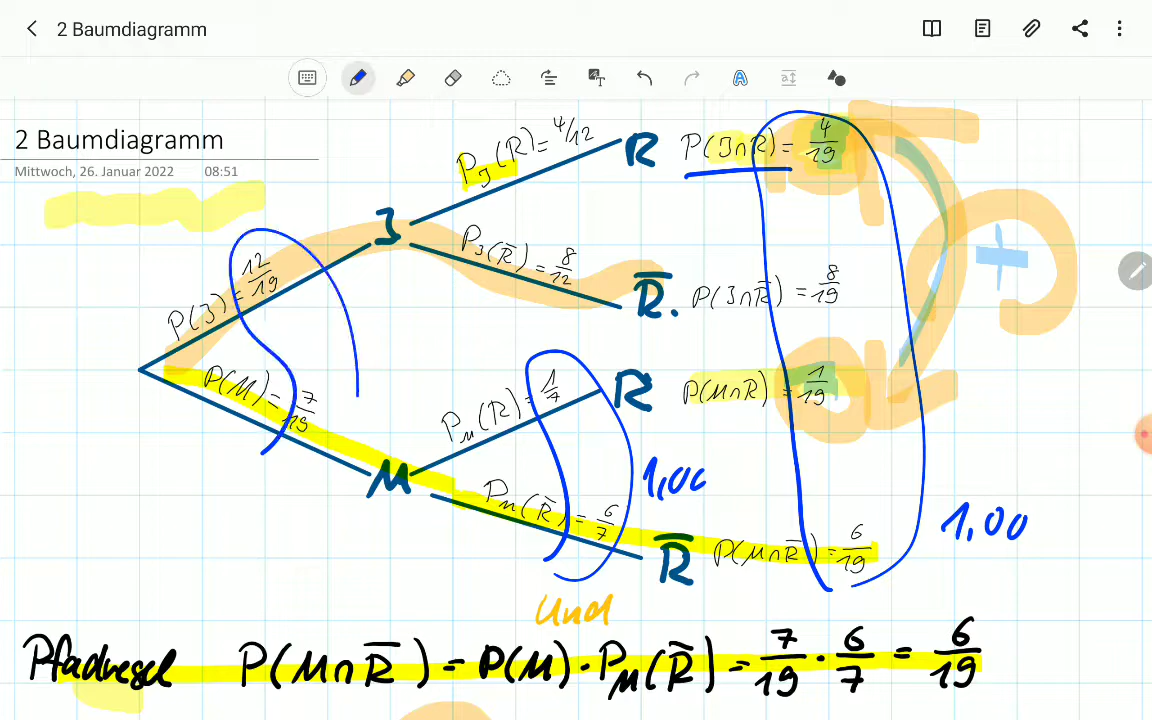 2 Baumdiagramm
2 Baumdiagramm
Mittwoch, 26. Januar 2022 08:51
P_J(R) = 4/12
R
P(J∩R) = 4/19
J
P(J) = 12/19
P_J(R̅) = 8/12
R̅.
P(J∩R̅) = 8/19
+
P(M) = 7/19
P_M(R) = 1/7
R
P(M∩R) = 1/19
M
P_M(R̅) = 6/7
1,00
R̅
P(M∩R̅) = 6/19
1,00
Und
Pfadregel P(M∩R̅) = P(M) · P_M(R̅) = 7/19 · 6/7 = 6/19